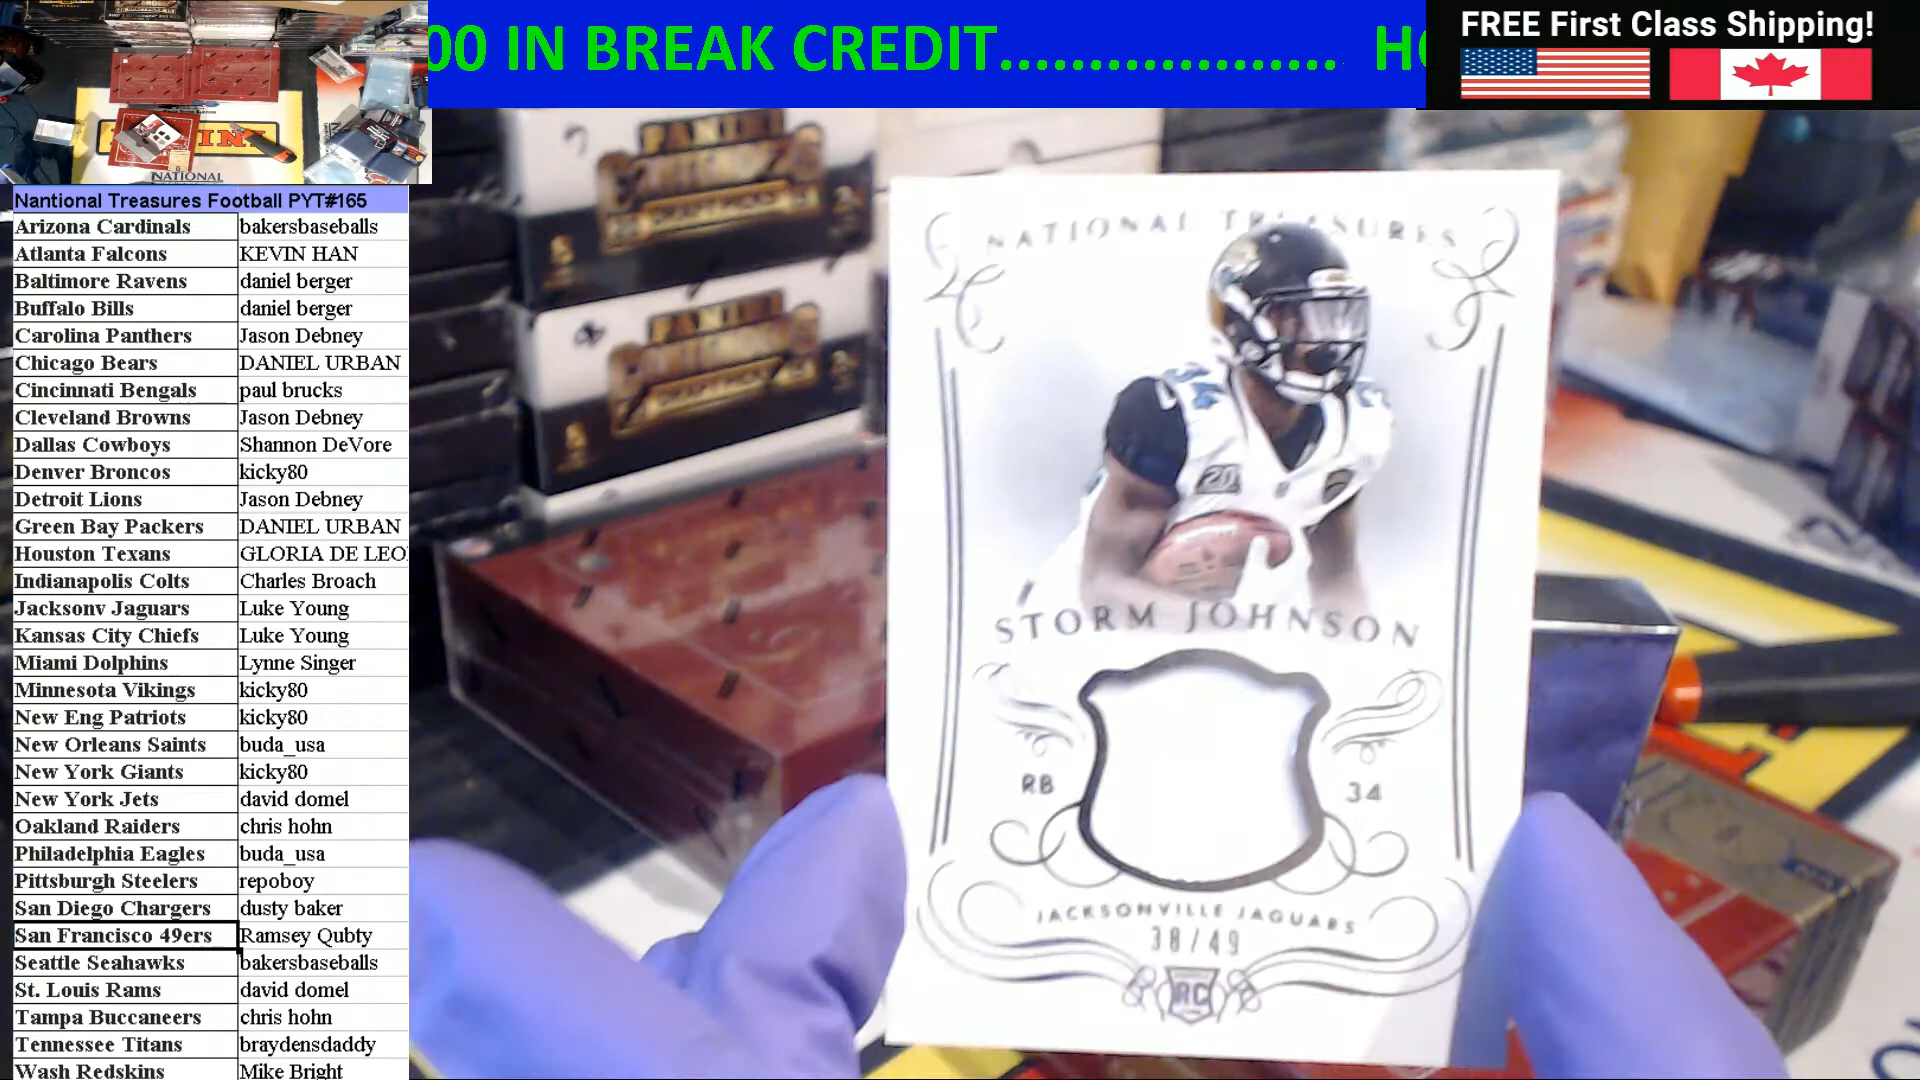 00 IN BREAK CREDIT................... H
FREE First Class Shipping!
NATIONAL
Nantional Treasures Football PYT#165
Arizona Cardinals bakersbaseballs
Atlanta Falcons KEVIN HAN
Baltimore Ravens daniel berger
Buffalo Bills daniel berger
Carolina Panthers Jason Debney
Chicago Bears DANIEL URBAN
Cincinnati Bengals paul brucks
Cleveland Browns Jason Debney
Dallas Cowboys Shannon DeVore
Denver Broncos kicky80
Detroit Lions Jason Debney
Green Bay Packers DANIEL URBAN
Houston Texans GLORIA DE LEO
Indianapolis Colts Charles Broach
Jacksonv Jaguars Luke Young
Kansas City Chiefs Luke Young
Miami Dolphins Lynne Singer
Minnesota Vikings kicky80
New Eng Patriots kicky80
New Orleans Saints buda_usa
New York Giants kicky80
New York Jets david domel
Oakland Raiders chris hohn
Philadelphia Eagles buda_usa
Pittsburgh Steelers repoboy
San Diego Chargers dusty baker
San Francisco 49ers Ramsey Qubty
Seattle Seahawks bakersbaseballs
St. Louis Rams david domel
Tampa Buccaneers chris hohn
Tennessee Titans braydensdaddy
Wash Redskins Mike Bright
PANINI
PANINI
NATIONAL TREASURES
34
20
STORM JOHNSON
RB 34
JACKSONVILLE JAGUARS
38/49
RC